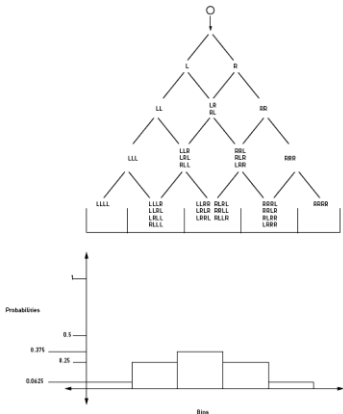 L R
LL LR RR
RL
LLL LLR RRL RRR
LRL RLR
RLL LRR
LLLL LLLR LLRR RLRL RRRL RRRR
LLRL LRLR RRLL RRLR
LRLL LRRL RLLR RLRR
RLLL LRRR
1
Probabilities
0.5
0.375
0.25
0.0625
Bins